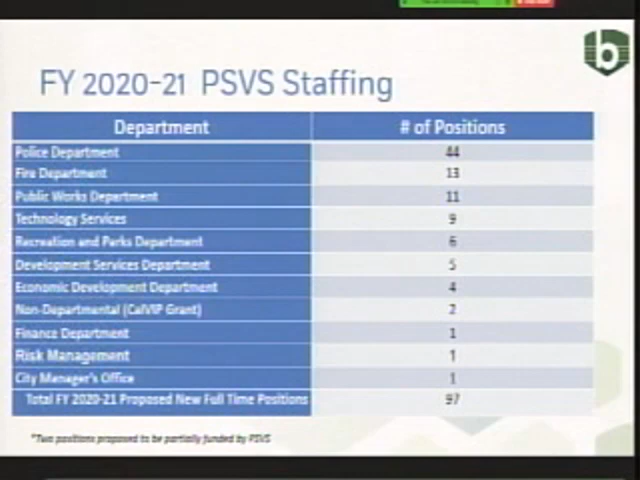 b
FY 2020-21 PSVS Staffing
Department # of Positions
Police Department 44
Fire Department 13
Public Works Department 11
Technology Services 9
Recreation and Parks Department 6
Development Services Department 5
Economic Development Department 4
Non-Departmental (CalVIP Grant) 2
Finance Department 1
Risk Management 1
City Manager's Office 1
Total FY 2020-21 Proposed New Full Time Positions 97
*Two positions proposed to be partially funded by PSVS